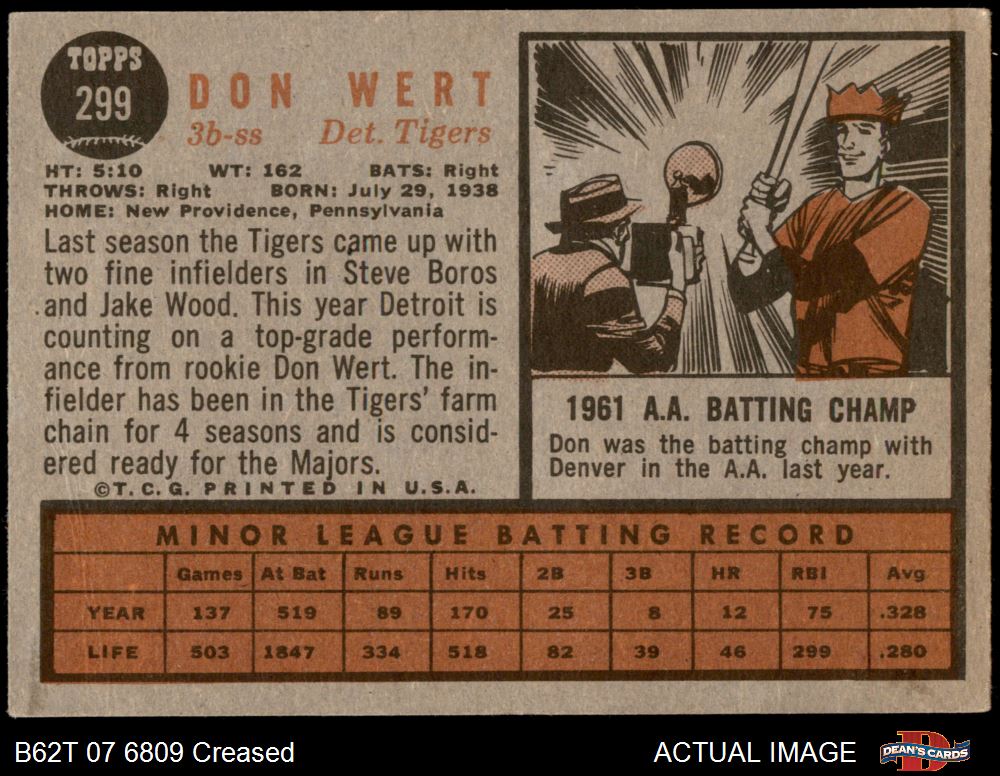 TOPPS
299
DON WERT
3b-ss Det. Tigers
HT: 5:10 WT: 162 BATS: Right
THROWS: Right BORN: July 29, 1938
HOME: New Providence, Pennsylvania
Last season the Tigers came up with
two fine infielders in Steve Boros
and Jake Wood. This year Detroit is
counting on a top-grade perform-
ance from rookie Don Wert. The in-
fielder has been in the Tigers' farm
chain for 4 seasons and is consid-
ered ready for the Majors.
©T.C.G. PRINTED IN U.S.A.
1961 A.A. BATTING CHAMP
Don was the batting champ with
Denver in the A.A. last year.
MINOR LEAGUE BATTING RECORD
Games At Bat Runs Hits 2B 3B HR RBI Avg
YEAR 137 519 89 170 25 8 12 75 .328
LIFE 503 1847 334 518 82 39 46 299 .280
B62T 07 6809 Creased
ACTUAL IMAGE
DEAN'S CARDS